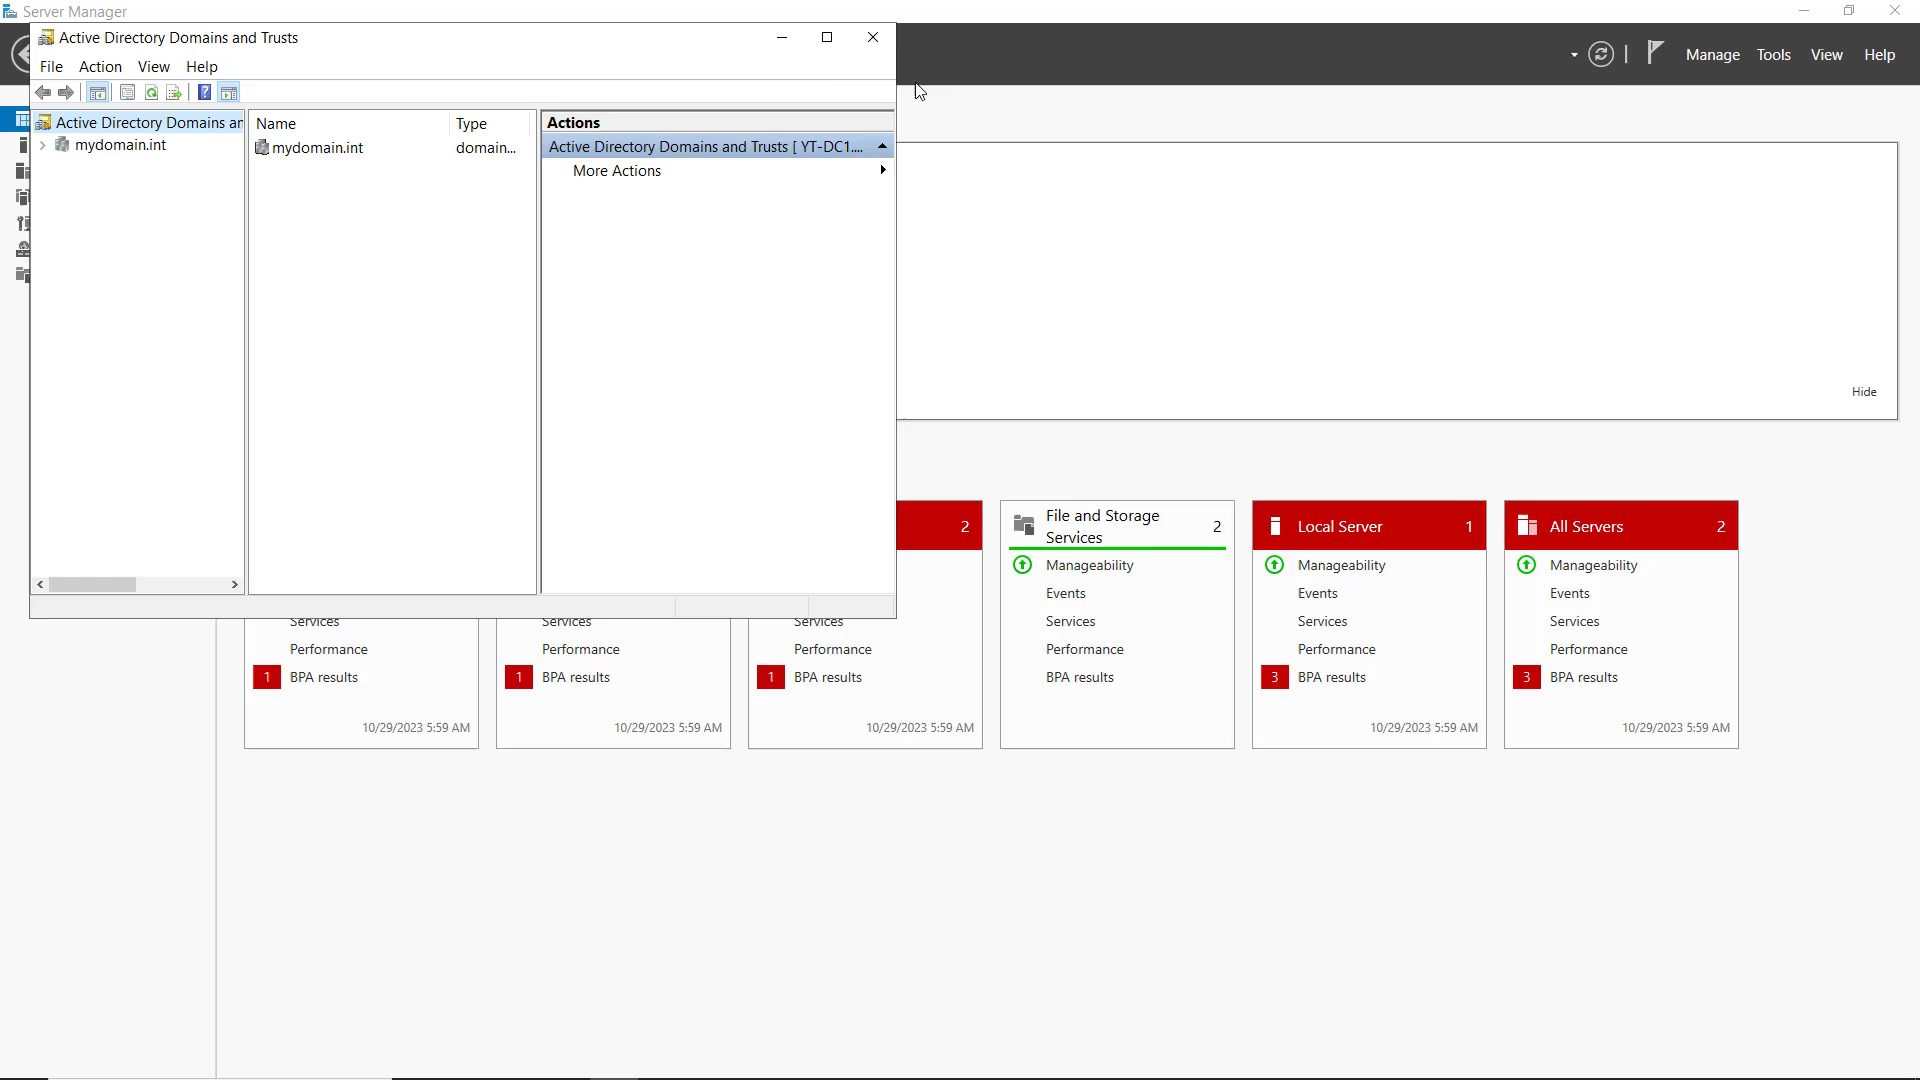 Server Manager
Active Directory Domains and Trusts
File Action View Help
Manage Tools View Help
Active Directory Domains ar
mydomain.int
Name Type
mydomain.int domain...
Actions
Active Directory Domains and Trusts [ YT-DC1....
More Actions
Hide
2
File and Storage Services 2
Manageability
Events
Services
Performance
BPA results
Local Server 1
Manageability
Events
Services
Performance
3 BPA results
10/29/2023 5:59 AM
All Servers 2
Manageability
Events
Services
Performance
3 BPA results
10/29/2023 5:59 AM
Services
Performance
1 BPA results
10/29/2023 5:59 AM
Services
Performance
1 BPA results
10/29/2023 5:59 AM
Services
Performance
1 BPA results
10/29/2023 5:59 AM